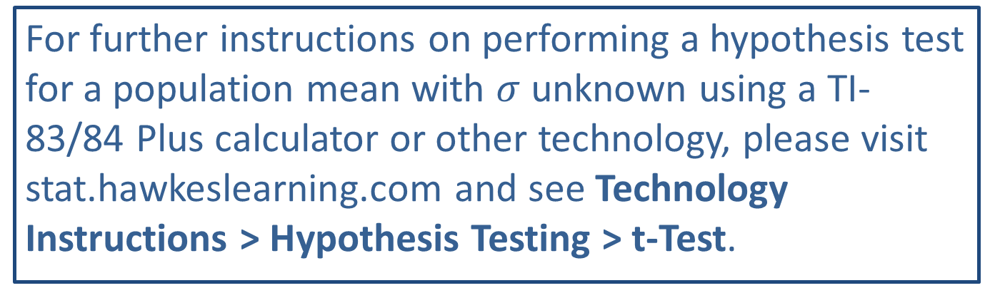 For further instructions on performing a hypothesis test
for a population mean with 𝜎 unknown using a TI-
83/84 Plus calculator or other technology, please visit
stat.hawkeslearning.com and see Technology
Instructions > Hypothesis Testing > t-Test.